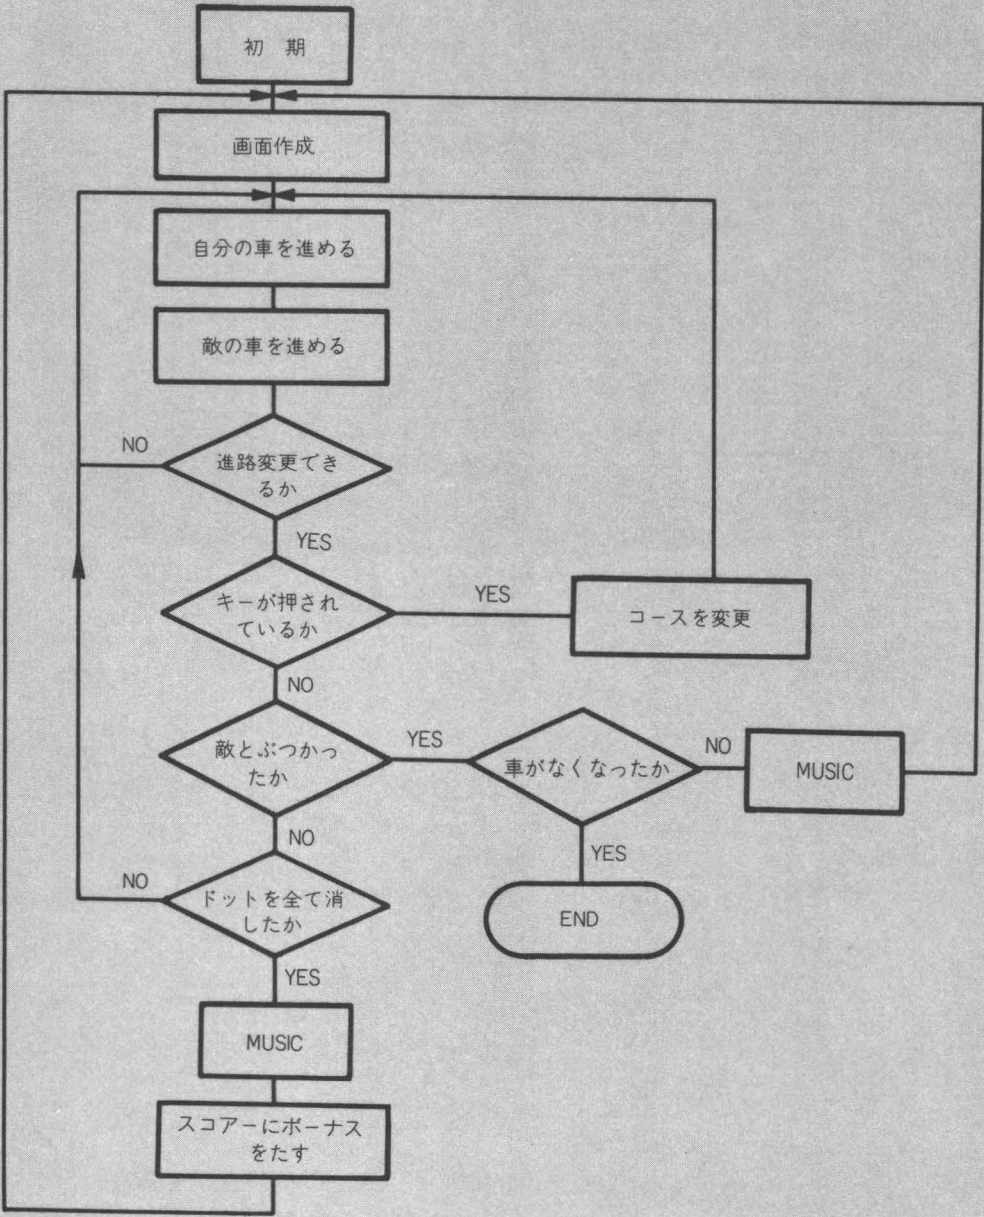 初 期
画面作成
自分の車を進める
敵の車を進める
NO
進路変更でき
るか
YES
キーが押され
ているか
YES
コースを変更
NO
敵とぶつかっ
たか
YES
車がなくなったか
NO
MUSIC
NO
YES
NO
ドットを全て消
したか
END
YES
MUSIC
スコアーにボーナス
をたす